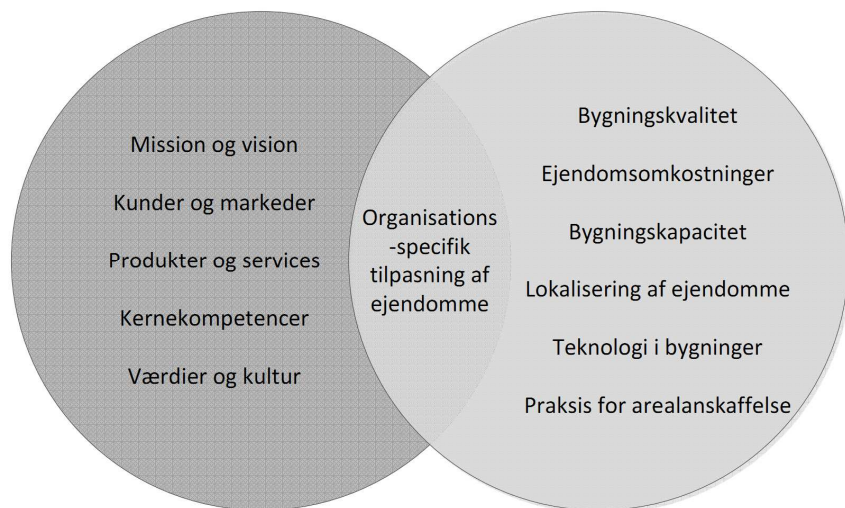 Mission og vision
Kunder og markeder
Produkter og services
Kernekompetencer
Værdier og kultur
Organisations
-specifik
tilpasning af
ejendomme
Bygningskvalitet
Ejendomsomkostninger
Bygningskapacitet
Lokalisering af ejendomme
Teknologi i bygninger
Praksis for arealanskaffelse